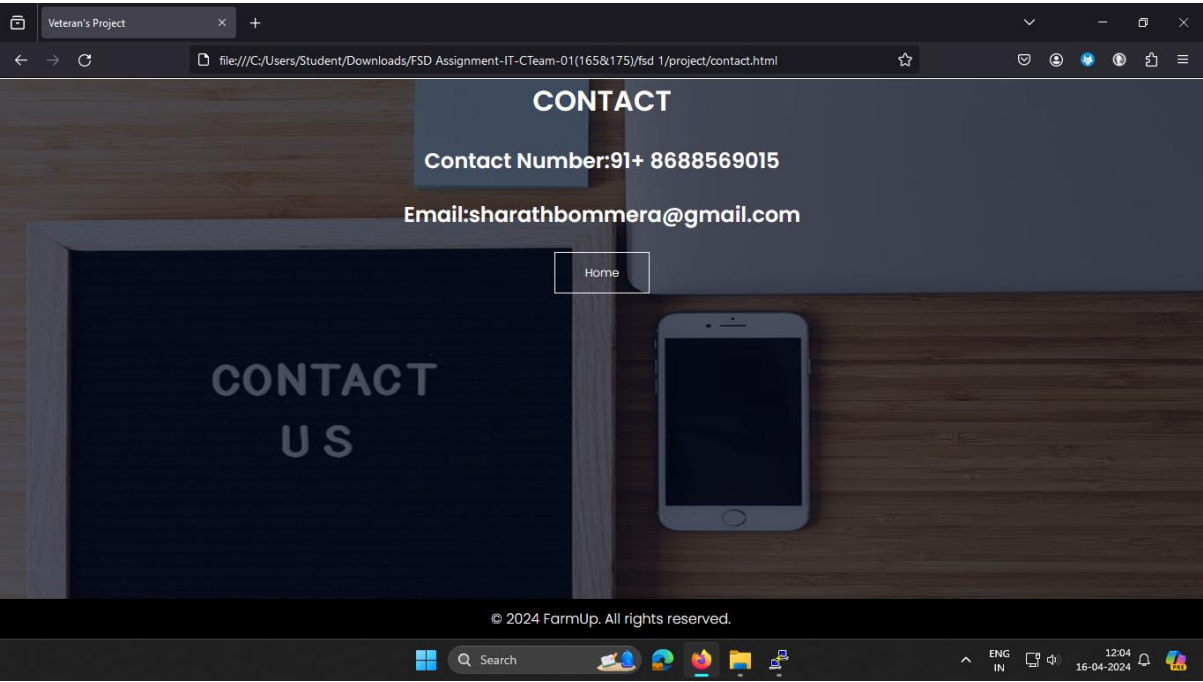 Veteran's Project
file:///C:/Users/Student/Downloads/FSD Assignment-IT-CTeam-01(165&175)/fsd 1/project/contact.html
CONTACT
Contact Number:91+ 8688569015
Email:sharathbommera@gmail.com
Home
CONTACT
US
© 2024 FarmUp. All rights reserved.
Search
ENG
IN
12:04
16-04-2024
PRE